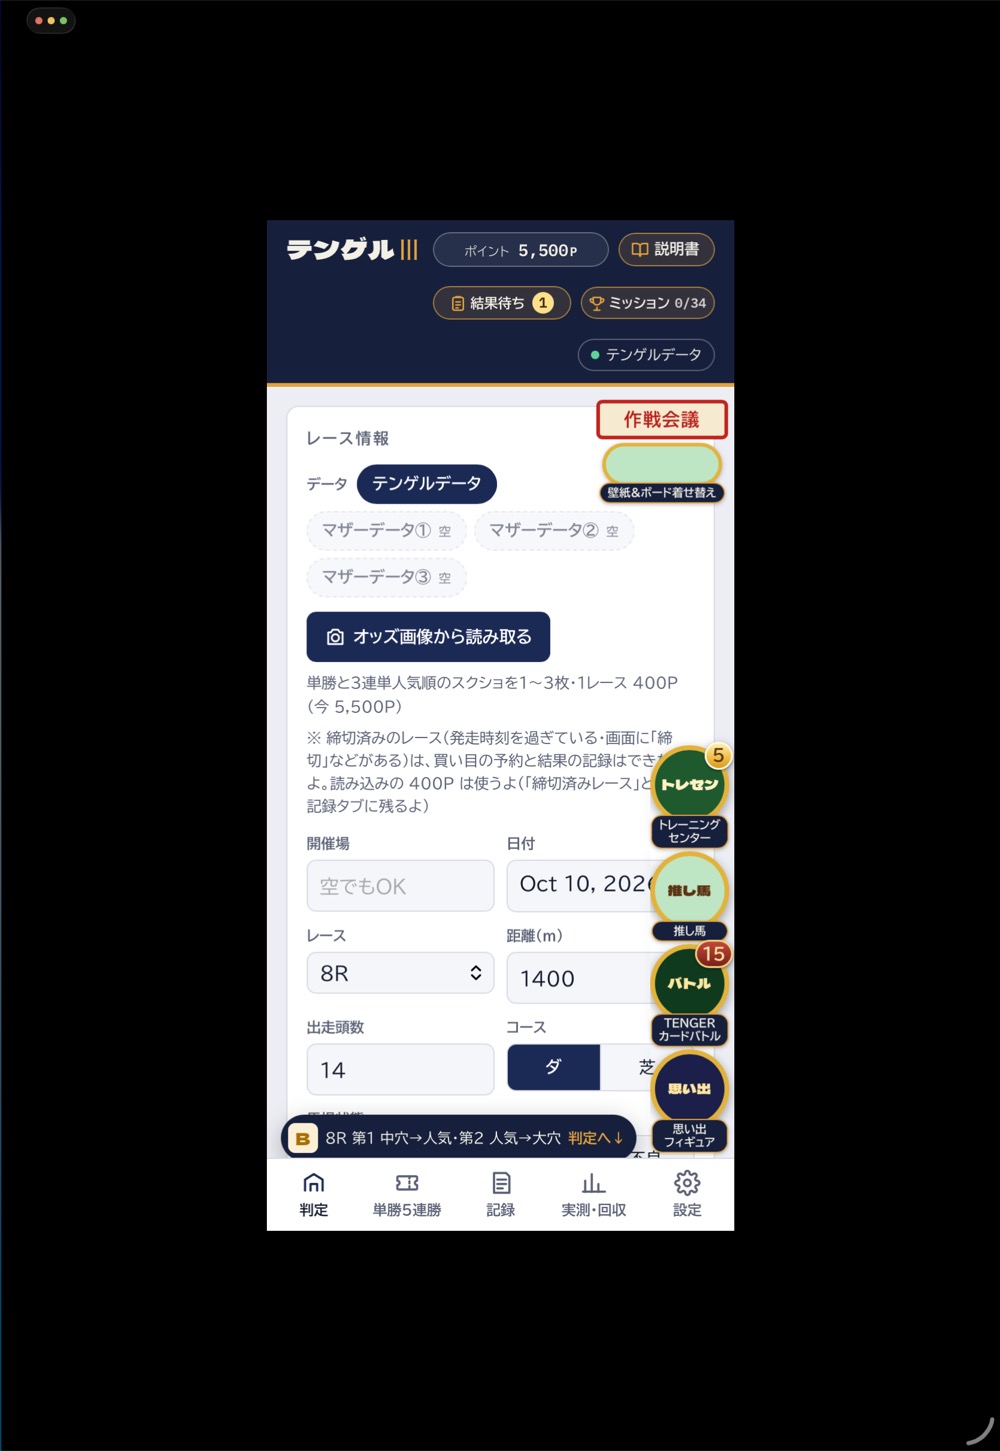 テンゲル
ポイント 5,500P
説明書
結果待ち 1
ミッション 0/34
テンゲルデータ
作戦会議
レース情報
データ テンゲルデータ
壁紙&ボード着せ替え
マザーデータ① 空
マザーデータ② 空
マザーデータ③ 空
オッズ画像から読み取る
単勝と3連単人気順のスクショを1〜3枚・1レース 400P
(今 5,500P)
※ 締切済みのレース(発走時刻を過ぎている・画面に「締
切」などがある)は、買い目の予約と結果の記録はでき
よ。読み込みの 400P は使うよ(「締切済みレース」と
記録タブに残るよ)
5
トレセン
トレーニング
センター
開催場
日付
空でもOK
Oct 10, 2026
推し馬
推し馬
レース
距離(m)
8R
1400
15
バトル
TENGER
カードバトル
出走頭数
コース
14
ダ
芝
思い出
思い出
フィギュア
B 8R 第1 中穴→人気・第2 人気→大穴 判定へ↓
判定
単勝5連勝
記録
実測・回収
設定